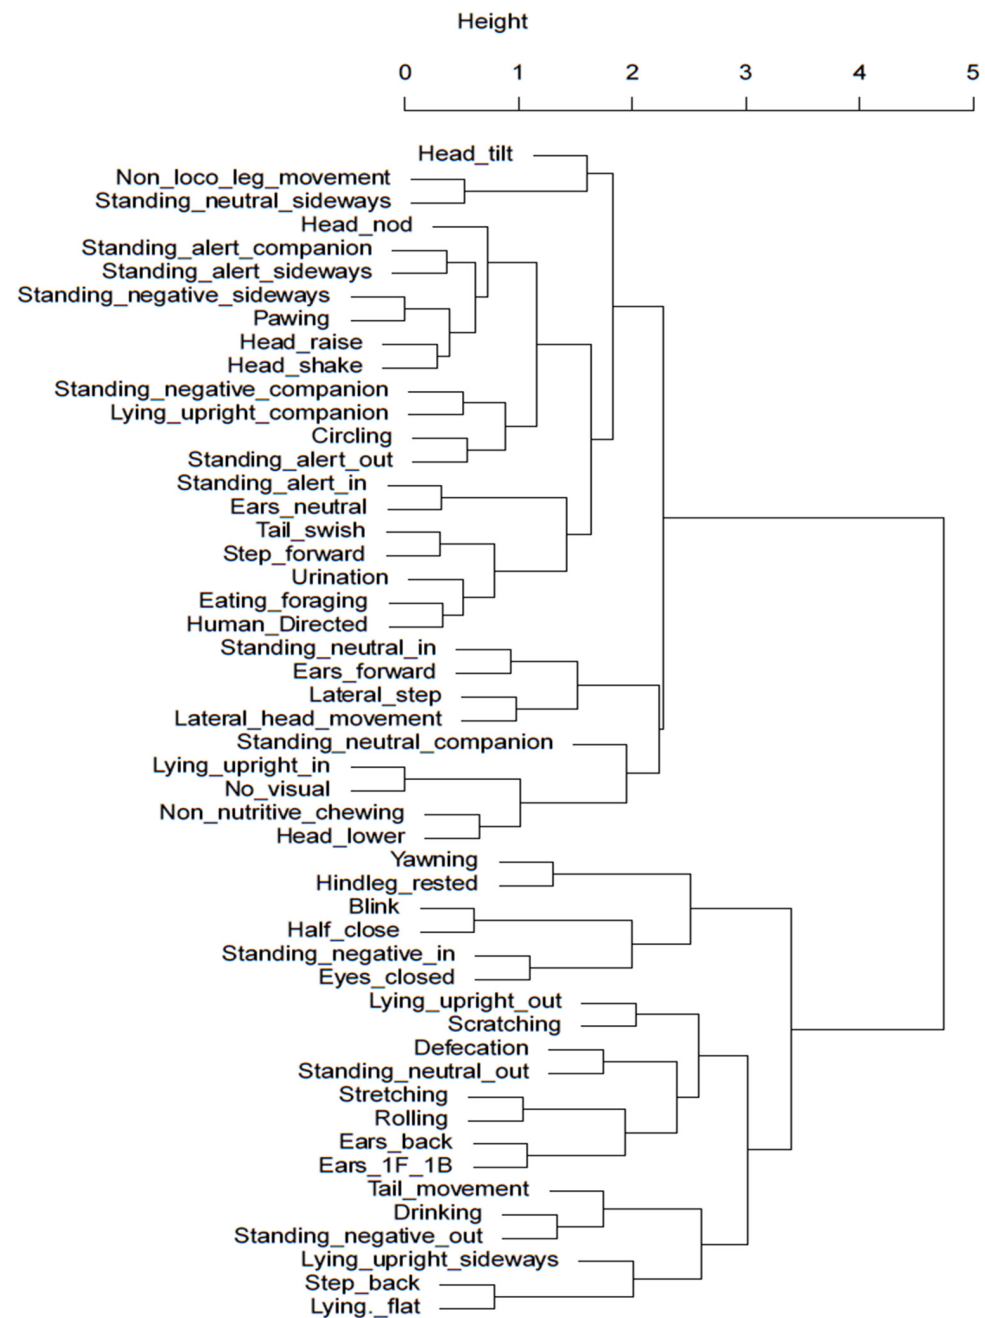 Height
0 1 2 3 4 5
Head_tilt
Non_loco_leg_movement
Standing_neutral_sideways
Head_nod
Standing_alert_companion
Standing_alert_sideways
Standing_negative_sideways
Pawing
Head_raise
Head_shake
Standing_negative_companion
Lying_upright_companion
Circling
Standing_alert_out
Standing_alert_in
Ears_neutral
Tail_swish
Step_forward
Urination
Eating_foraging
Human_Directed
Standing_neutral_in
Ears_forward
Lateral_step
Lateral_head_movement
Standing_neutral_companion
Lying_upright_in
No_visual
Non_nutritive_chewing
Head_lower
Yawning
Hindleg_rested
Blink
Half_close
Standing_negative_in
Eyes_closed
Lying_upright_out
Scratching
Defecation
Standing_neutral_out
Stretching
Rolling
Ears_back
Ears_1F_1B
Tail_movement
Drinking
Standing_negative_out
Lying_upright_sideways
Step_back
Lying._flat